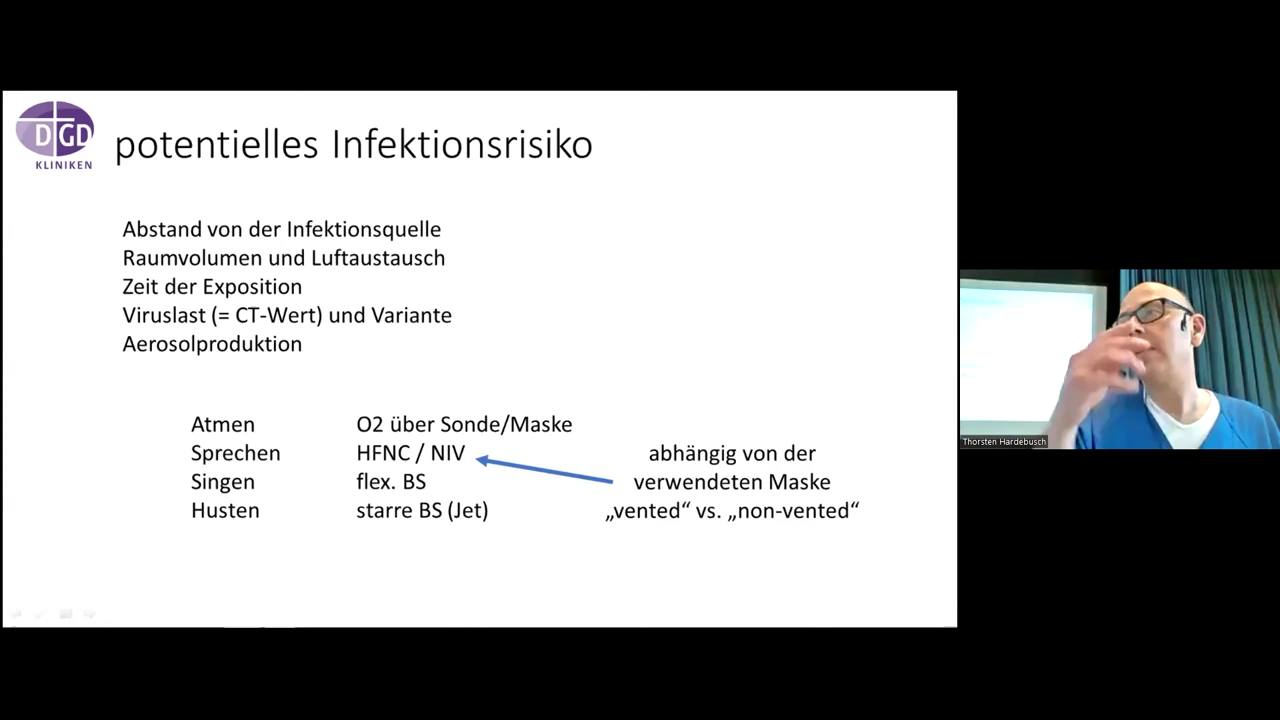 DGD
KLINIKEN
potentielles Infektionsrisiko
Abstand von der Infektionsquelle
Raumvolumen und Luftaustausch
Zeit der Exposition
Viruslast (= CT-Wert) und Variante
Aerosolproduktion
Atmen O2 über Sonde/Maske
Sprechen HFNC / NIV abhängig von der
Singen flex. BS verwendeten Maske
Husten starre BS (Jet) „vented“ vs. „non-vented“
Thorsten Hardebusch